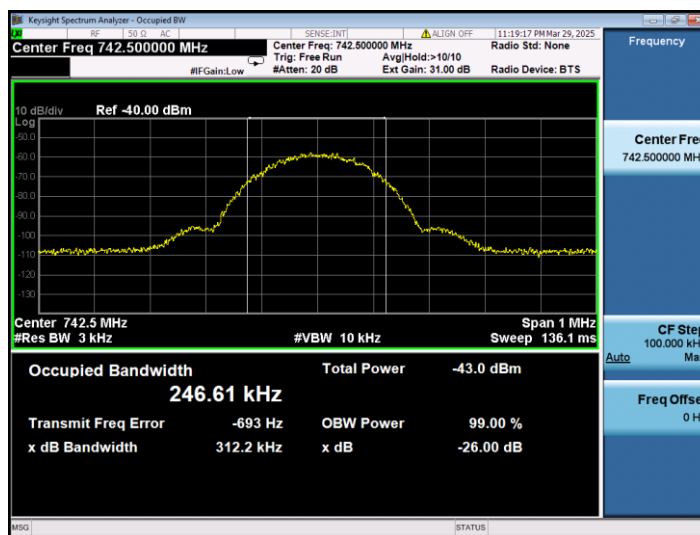 Keysight Spectrum Analyzer - Occupied BW
RF 50 Ω AC SENSE:INT ALIGN OFF 11:19:17 PM Mar 29, 2025
Center Freq 742.500000 MHz Center Freq: 742.500000 MHz Radio Std: None
Trig: Free Run Avg|Hold:>10/10
#IFGain:Low #Atten: 20 dB Ext Gain: 31.00 dB Radio Device: BTS
10 dB/div Ref -40.00 dBm
Log
-50.0
-60.0
-70.0
-80.0
-90.0
-100
-110
-120
-130
Center 742.5 MHz Span 1 MHz
#Res BW 3 kHz #VBW 10 kHz Sweep 136.1 ms
Occupied Bandwidth Total Power -43.0 dBm
246.61 kHz
Transmit Freq Error -693 Hz OBW Power 99.00 %
x dB Bandwidth 312.2 kHz x dB -26.00 dB
MSG STATUS
Frequency
Center Fre
742.500000 MH
CF Ste
100.000 kH
Auto Ma
Freq Offse
0 H